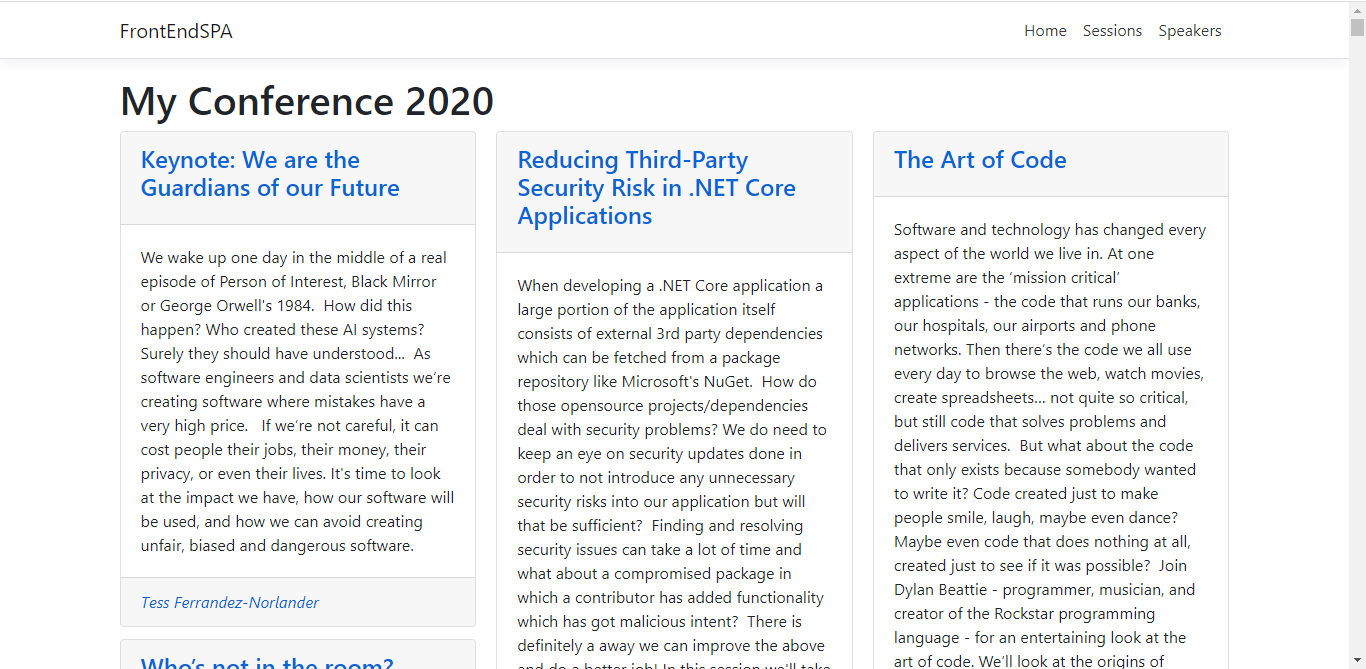 FrontEndSPA
Home Sessions Speakers
My Conference 2020
Keynote: We are the
Guardians of our Future
We wake up one day in the middle of a real
episode of Person of Interest, Black Mirror
or George Orwell's 1984.  How did this
happen? Who created these AI systems?
Surely they should have understood...  As
software engineers and data scientists we’re
creating software where mistakes have a
very high price.   If we’re not careful, it can
cost people their jobs, their money, their
privacy, or even their lives. It's time to look
at the impact we have, how our software will
be used, and how we can avoid creating
unfair, biased and dangerous software.
Tess Ferrandez-Norlander
Who’s not in the room?
Reducing Third-Party
Security Risk in .NET Core
Applications
When developing a .NET Core application a
large portion of the application itself
consists of external 3rd party dependencies
which can be fetched from a package
repository like Microsoft's NuGet.  How do
those opensource projects/dependencies
deal with security problems? We do need to
keep an eye on security updates done in
order to not introduce any unnecessary
security risks into our application but will
that be sufficient?  Finding and resolving
security issues can take a lot of time and
what about a compromised package in
which a contributor has added functionality
which has got malicious intent?  There is
definitely a away we can improve the above
and do a better job! In this session we'll take
The Art of Code
Software and technology has changed every
aspect of the world we live in. At one
extreme are the ‘mission critical’
applications - the code that runs our banks,
our hospitals, our airports and phone
networks. Then there’s the code we all use
every day to browse the web, watch movies,
create spreadsheets… not quite so critical,
but still code that solves problems and
delivers services.  But what about the code
that only exists because somebody wanted
to write it? Code created just to make
people smile, laugh, maybe even dance?
Maybe even code that does nothing at all,
created just to see if it was possible?  Join
Dylan Beattie - programmer, musician, and
creator of the Rockstar programming
language - for an entertaining look at the
art of code. We’ll look at the origins of